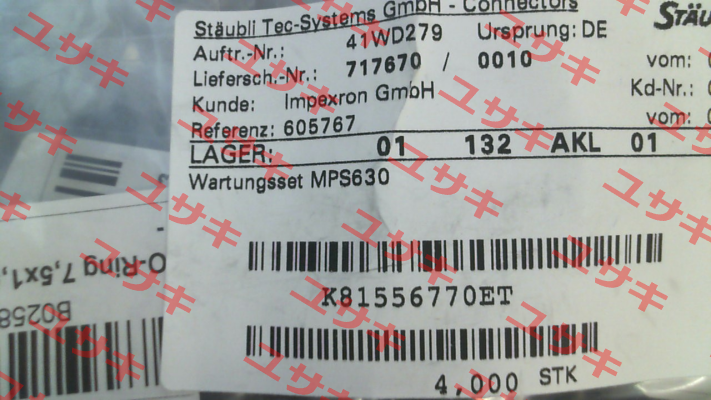 Stäubli Tec-Systems GmbH - Connectors
STÄU
Auftr.-Nr.: 41WD279 Ursprung: DE
vom:
Liefersch.-Nr.: 717670 / 0010
Kd-Nr.:
Kunde: Impexron GmbH
vom:
Referenz: 605767
LAGER: 01 132 AKL 01
Wartungsset MPS630
K81556770ET
4,000 STK
O-Ring 7,5x1,
B0258
ユサキ